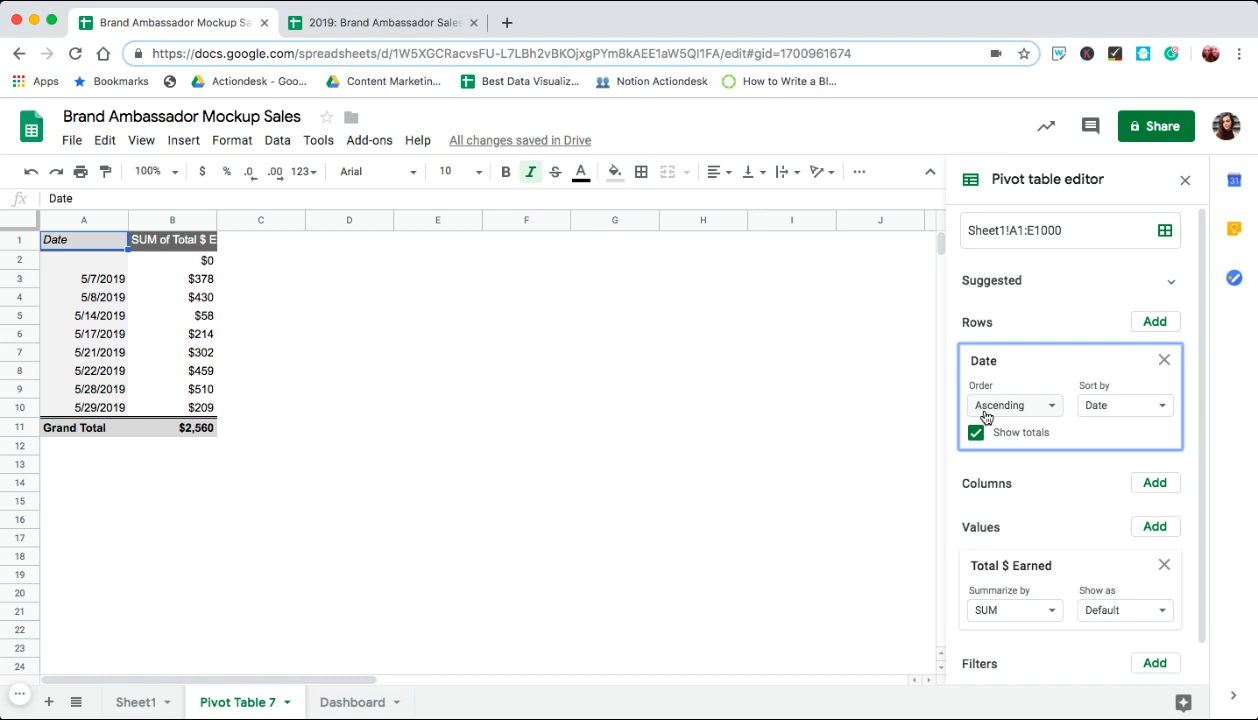 Brand Ambassador Mockup Sa
2019: Brand Ambassador Sales
https://docs.google.com/spreadsheets/d/1W5XGCRacvsFU-L7LBh2vBKOjxgPYm8kAEE1aW5Ql1FA/edit#gid=1700961674
Apps Bookmarks Actiondesk - Goo... Content Marketin... Best Data Visualiz... Notion Actiondesk How to Write a Bl...
Brand Ambassador Mockup Sales
File Edit View Insert Format Data Tools Add-ons Help All changes saved in Drive
Share
100% $ % .0 .00 123 Arial 10 B I S A
fx Date
A B C D E F G H I J
1 Date SUM of Total $ E
2 $0
3 5/7/2019 $378
4 5/8/2019 $430
5 5/14/2019 $58
6 5/17/2019 $214
7 5/21/2019 $302
8 5/22/2019 $459
9 5/28/2019 $510
10 5/29/2019 $209
11 Grand Total $2,560
12
13
14
15
16
17
18
19
20
21
22
23
24
Pivot table editor
Sheet1!A1:E1000
Suggested
Rows Add
Date
Order Sort by
Ascending Date
Show totals
Columns Add
Values Add
Total $ Earned
Summarize by Show as
SUM Default
Filters Add
31
Sheet1 Pivot Table 7 Dashboard